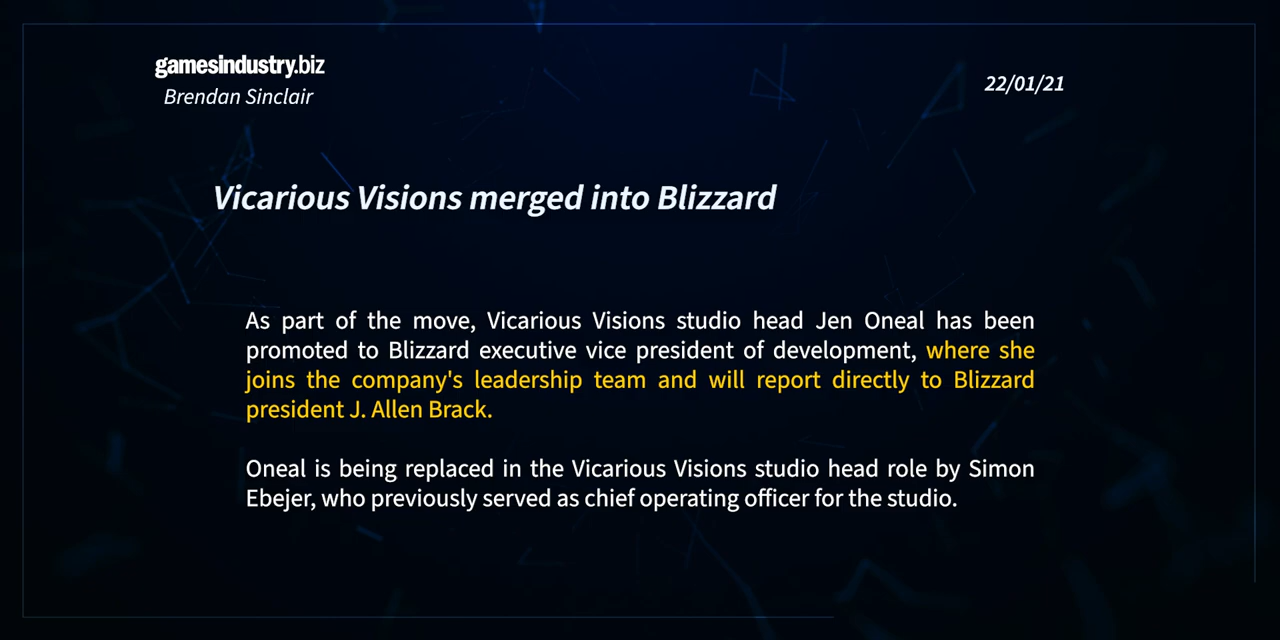 gamesindustry.biz
Brendan Sinclair
22/01/21
Vicarious Visions merged into Blizzard
As part of the move, Vicarious Visions studio head Jen Oneal has been
promoted to Blizzard executive vice president of development, where she
joins the company's leadership team and will report directly to Blizzard
president J. Allen Brack.
Oneal is being replaced in the Vicarious Visions studio head role by Simon
Ebejer, who previously served as chief operating officer for the studio.